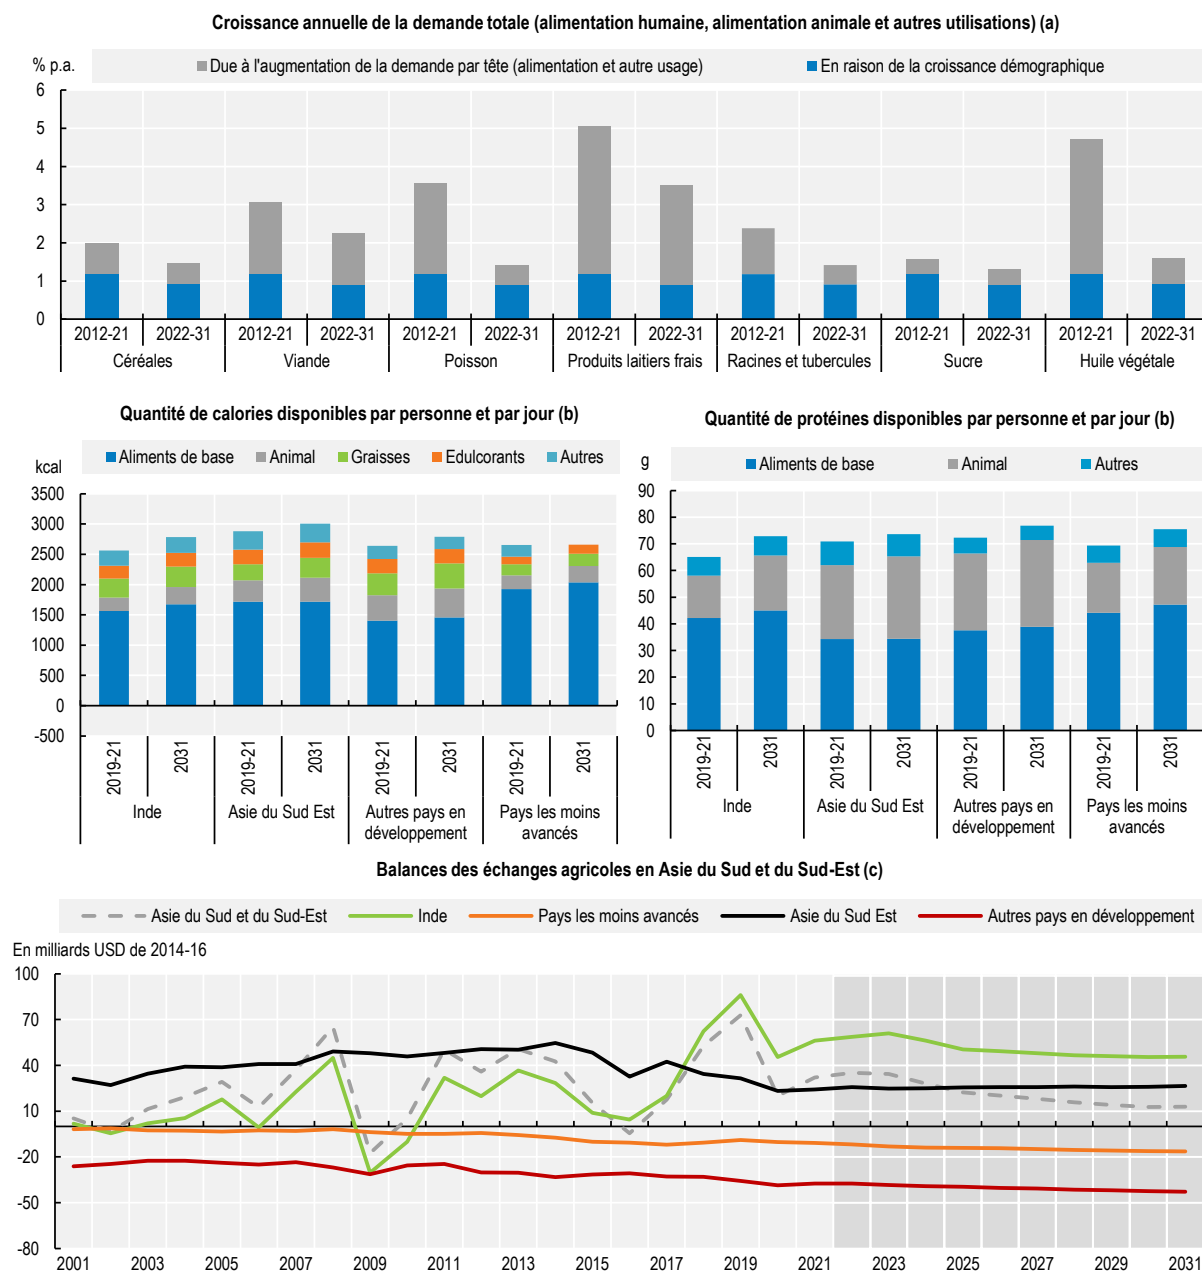 Croissance annuelle de la demande totale (alimentation humaine, alimentation animale et autres utilisations) (a)
% p.a.
Due à l'augmentation de la demande par tête (alimentation et autre usage) En raison de la croissance démographique
6
5
4
3
2
1
0
2012-21 2022-31 2012-21 2022-31 2012-21 2022-31 2012-21 2022-31 2012-21 2022-31 2012-21 2022-31 2012-21 2022-31
Céréales Viande Poisson Produits laitiers frais Racines et tubercules Sucre Huile végétale
Quantité de calories disponibles par personne et par jour (b)
Aliments de base Animal Graisses Edulcorants Autres
kcal
3500
3000
2500
2000
1500
1000
500
0
-500
2019-21 2031 2019-21 2031 2019-21 2031 2019-21 2031
Inde Asie du Sud Est Autres pays en développement Pays les moins avancés
Quantité de protéines disponibles par personne et par jour (b)
g
Aliments de base Animal Autres
90
80
70
60
50
40
30
20
10
0
2019-21 2031 2019-21 2031 2019-21 2031 2019-21 2031
Inde Asie du Sud Est Autres pays en développement Pays les moins avancés
Balances des échanges agricoles en Asie du Sud et du Sud-Est (c)
Asie du Sud et du Sud-Est Inde Pays les moins avancés Asie du Sud Est Autres pays en développement
En milliards USD de 2014-16
100
70
40
10
-20
-50
-80
2001 2003 2005 2007 2009 2011 2013 2015 2017 2019 2021 2023 2025 2027 2029 2031